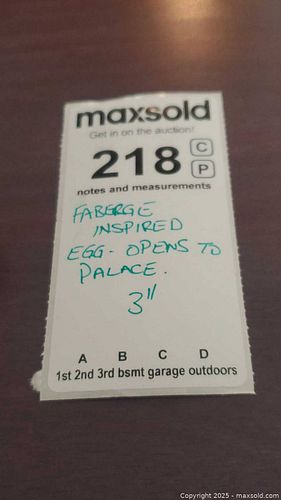 maxsold
Get in on the auction!
218 C
P
notes and measurements
FABERGE
INSPIRED
EGG - OPENS TO
PALACE.
3"
A B C D
1st 2nd 3rd bsmt garage outdoors
Copyright © 2025 - maxsold.com